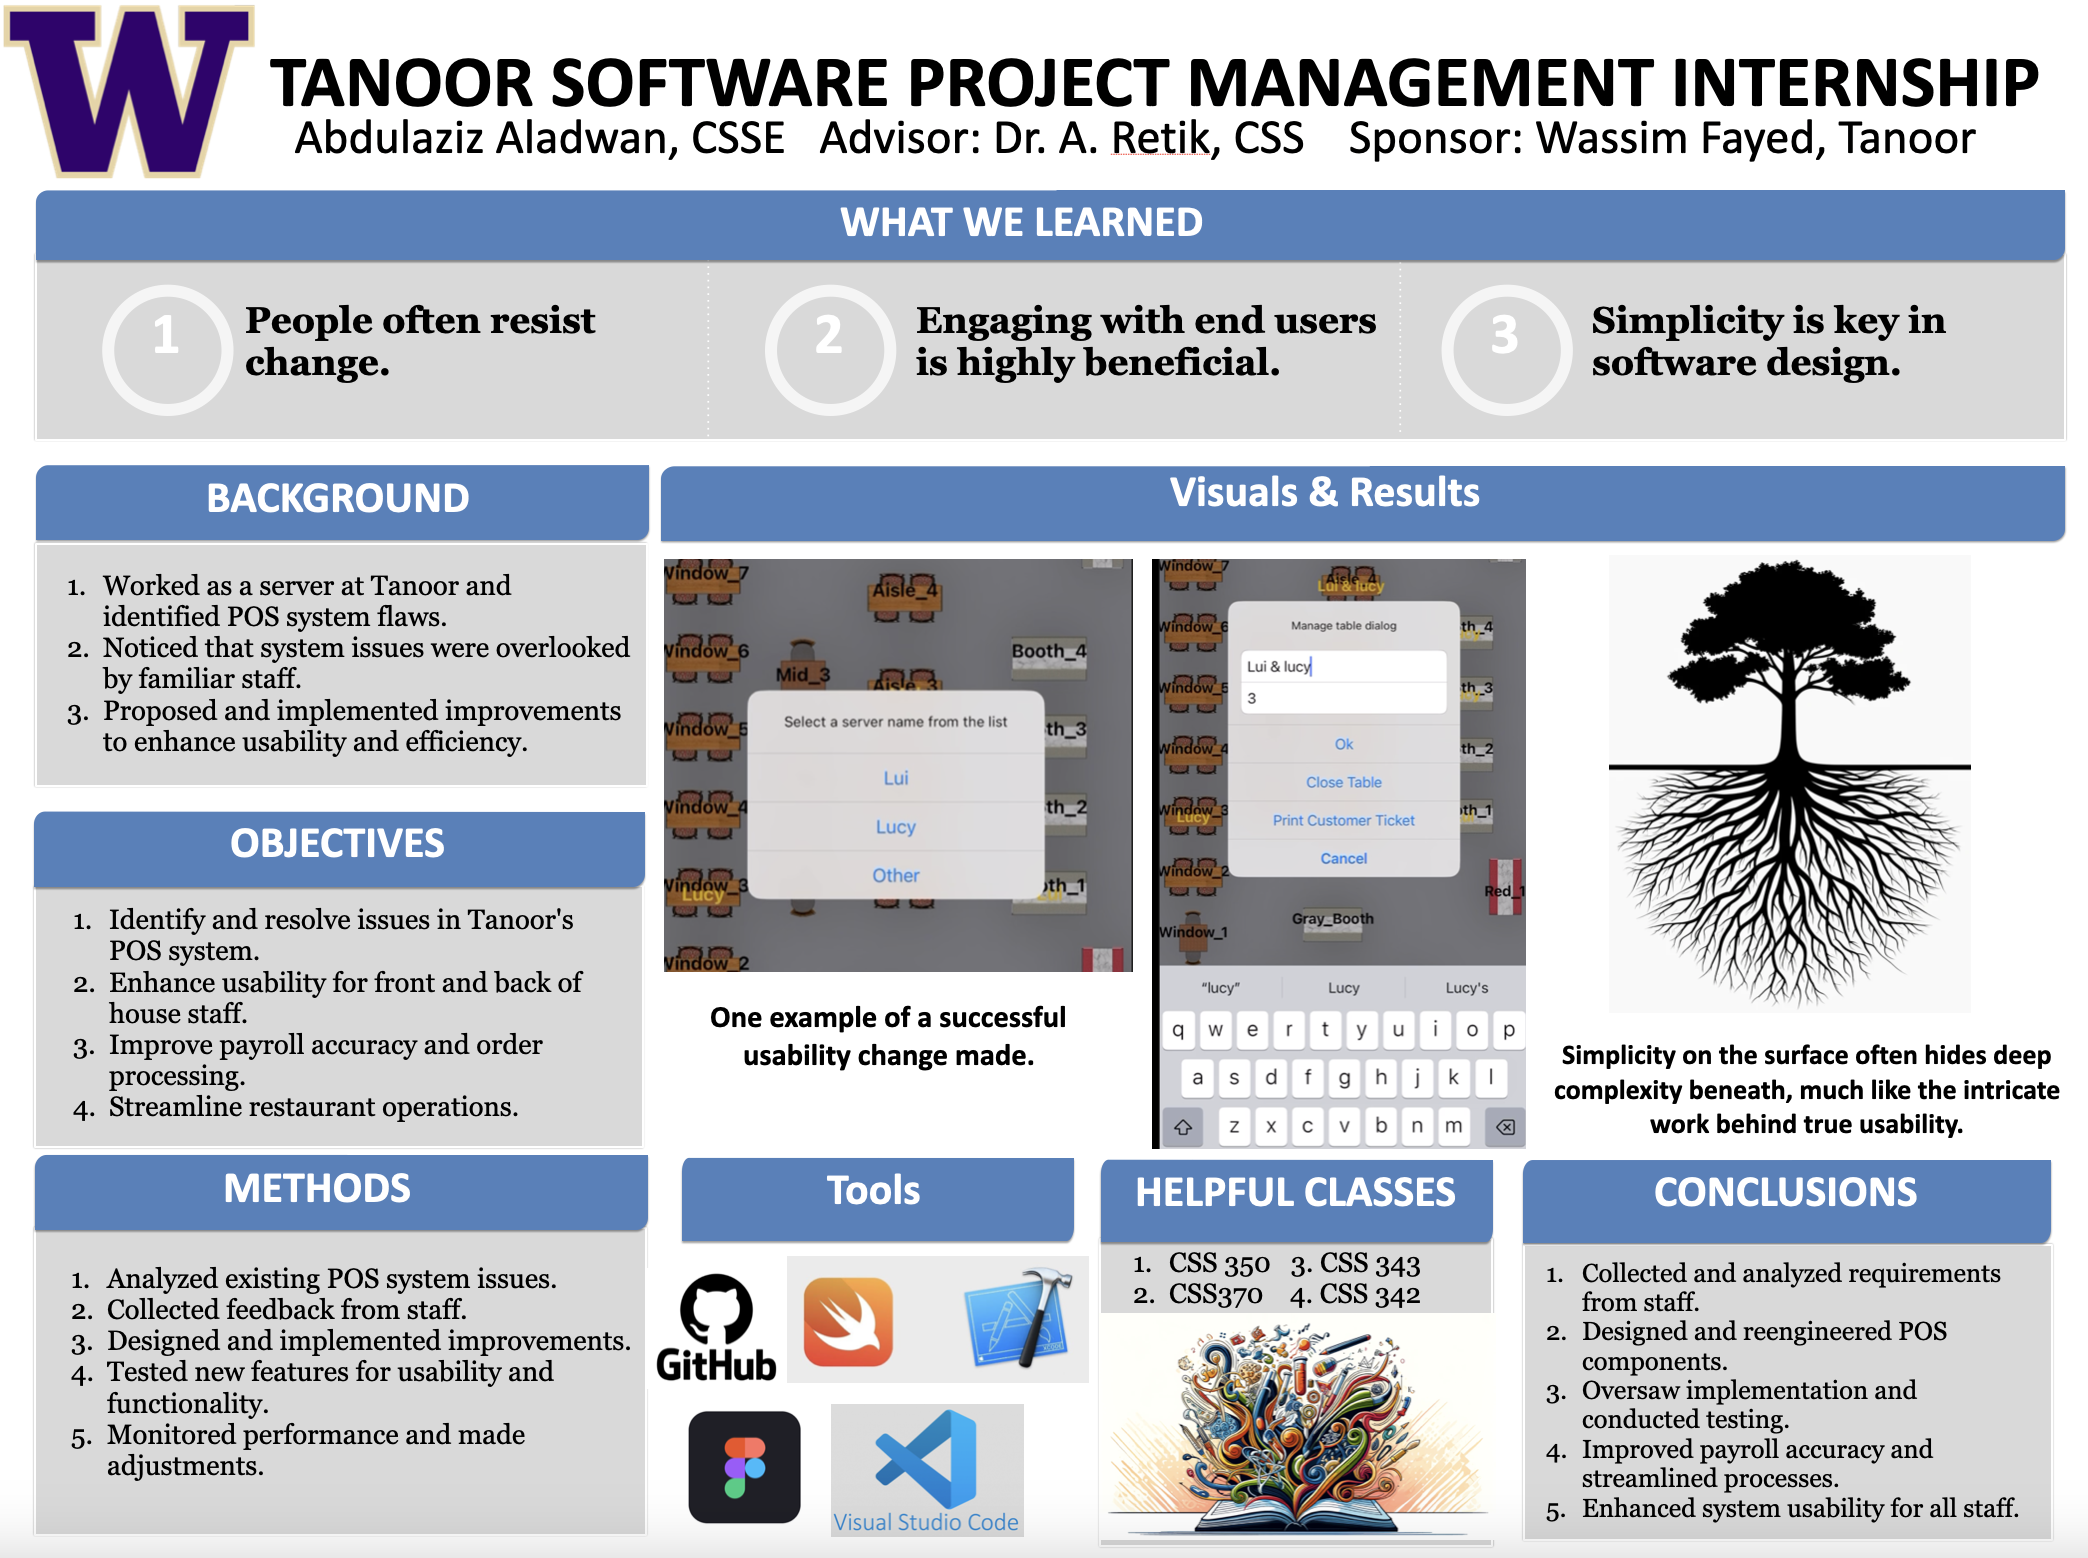 W
TANOOR SOFTWARE PROJECT MANAGEMENT INTERNSHIP
Abdulaziz Aladwan, CSSE Advisor: Dr. A. Retik, CSS Sponsor: Wassim Fayed, Tanoor
WHAT WE LEARNED
1
People often resist
change.
2
Engaging with end users
is highly beneficial.
3
Simplicity is key in
software design.
BACKGROUND
1. Worked as a server at Tanoor and
identified POS system flaws.
2. Noticed that system issues were overlooked
by familiar staff.
3. Proposed and implemented improvements
to enhance usability and efficiency.
OBJECTIVES
1. Identify and resolve issues in Tanoor's
POS system.
2. Enhance usability for front and back of
house staff.
3. Improve payroll accuracy and order
processing.
4. Streamline restaurant operations.
METHODS
1. Analyzed existing POS system issues.
2. Collected feedback from staff.
3. Designed and implemented improvements.
4. Tested new features for usability and
functionality.
5. Monitored performance and made
adjustments.
Visuals & Results
Window_7
Aisle_4
Window_6
Booth_4
Mid_3
Aisle_3
Select a server name from the list
Window_5
th_3
Lui
Window_4
th_2
Lucy
Other
Window_3
Lucy
oth_1
Window_2
One example of a successful
usability change made.
Window_7
Aisle_4
Lui & lucy
Window_6
Manage table dialog
th_4
Lui & lucy
Window_5
3
th_3
Ok
Window_4
th_2
Close Table
Window_3
Lucy
Print Customer Ticket
oth_1
Cancel
Window_2
Red_1
Gray_Booth
Window_1
“lucy” Lucy Lucy's
q w e r t y u i o p
a s d f g h j k l
z x c v b n m
Simplicity on the surface often hides deep
complexity beneath, much like the intricate
work behind true usability.
Tools
GitHub
XCODE
Visual Studio Code
HELPFUL CLASSES
1. CSS 350 3. CSS 343
2. CSS370 4. CSS 342
CONCLUSIONS
1. Collected and analyzed requirements
from staff.
2. Designed and reengineered POS
components.
3. Oversaw implementation and
conducted testing.
4. Improved payroll accuracy and
streamlined processes.
5. Enhanced system usability for all staff.